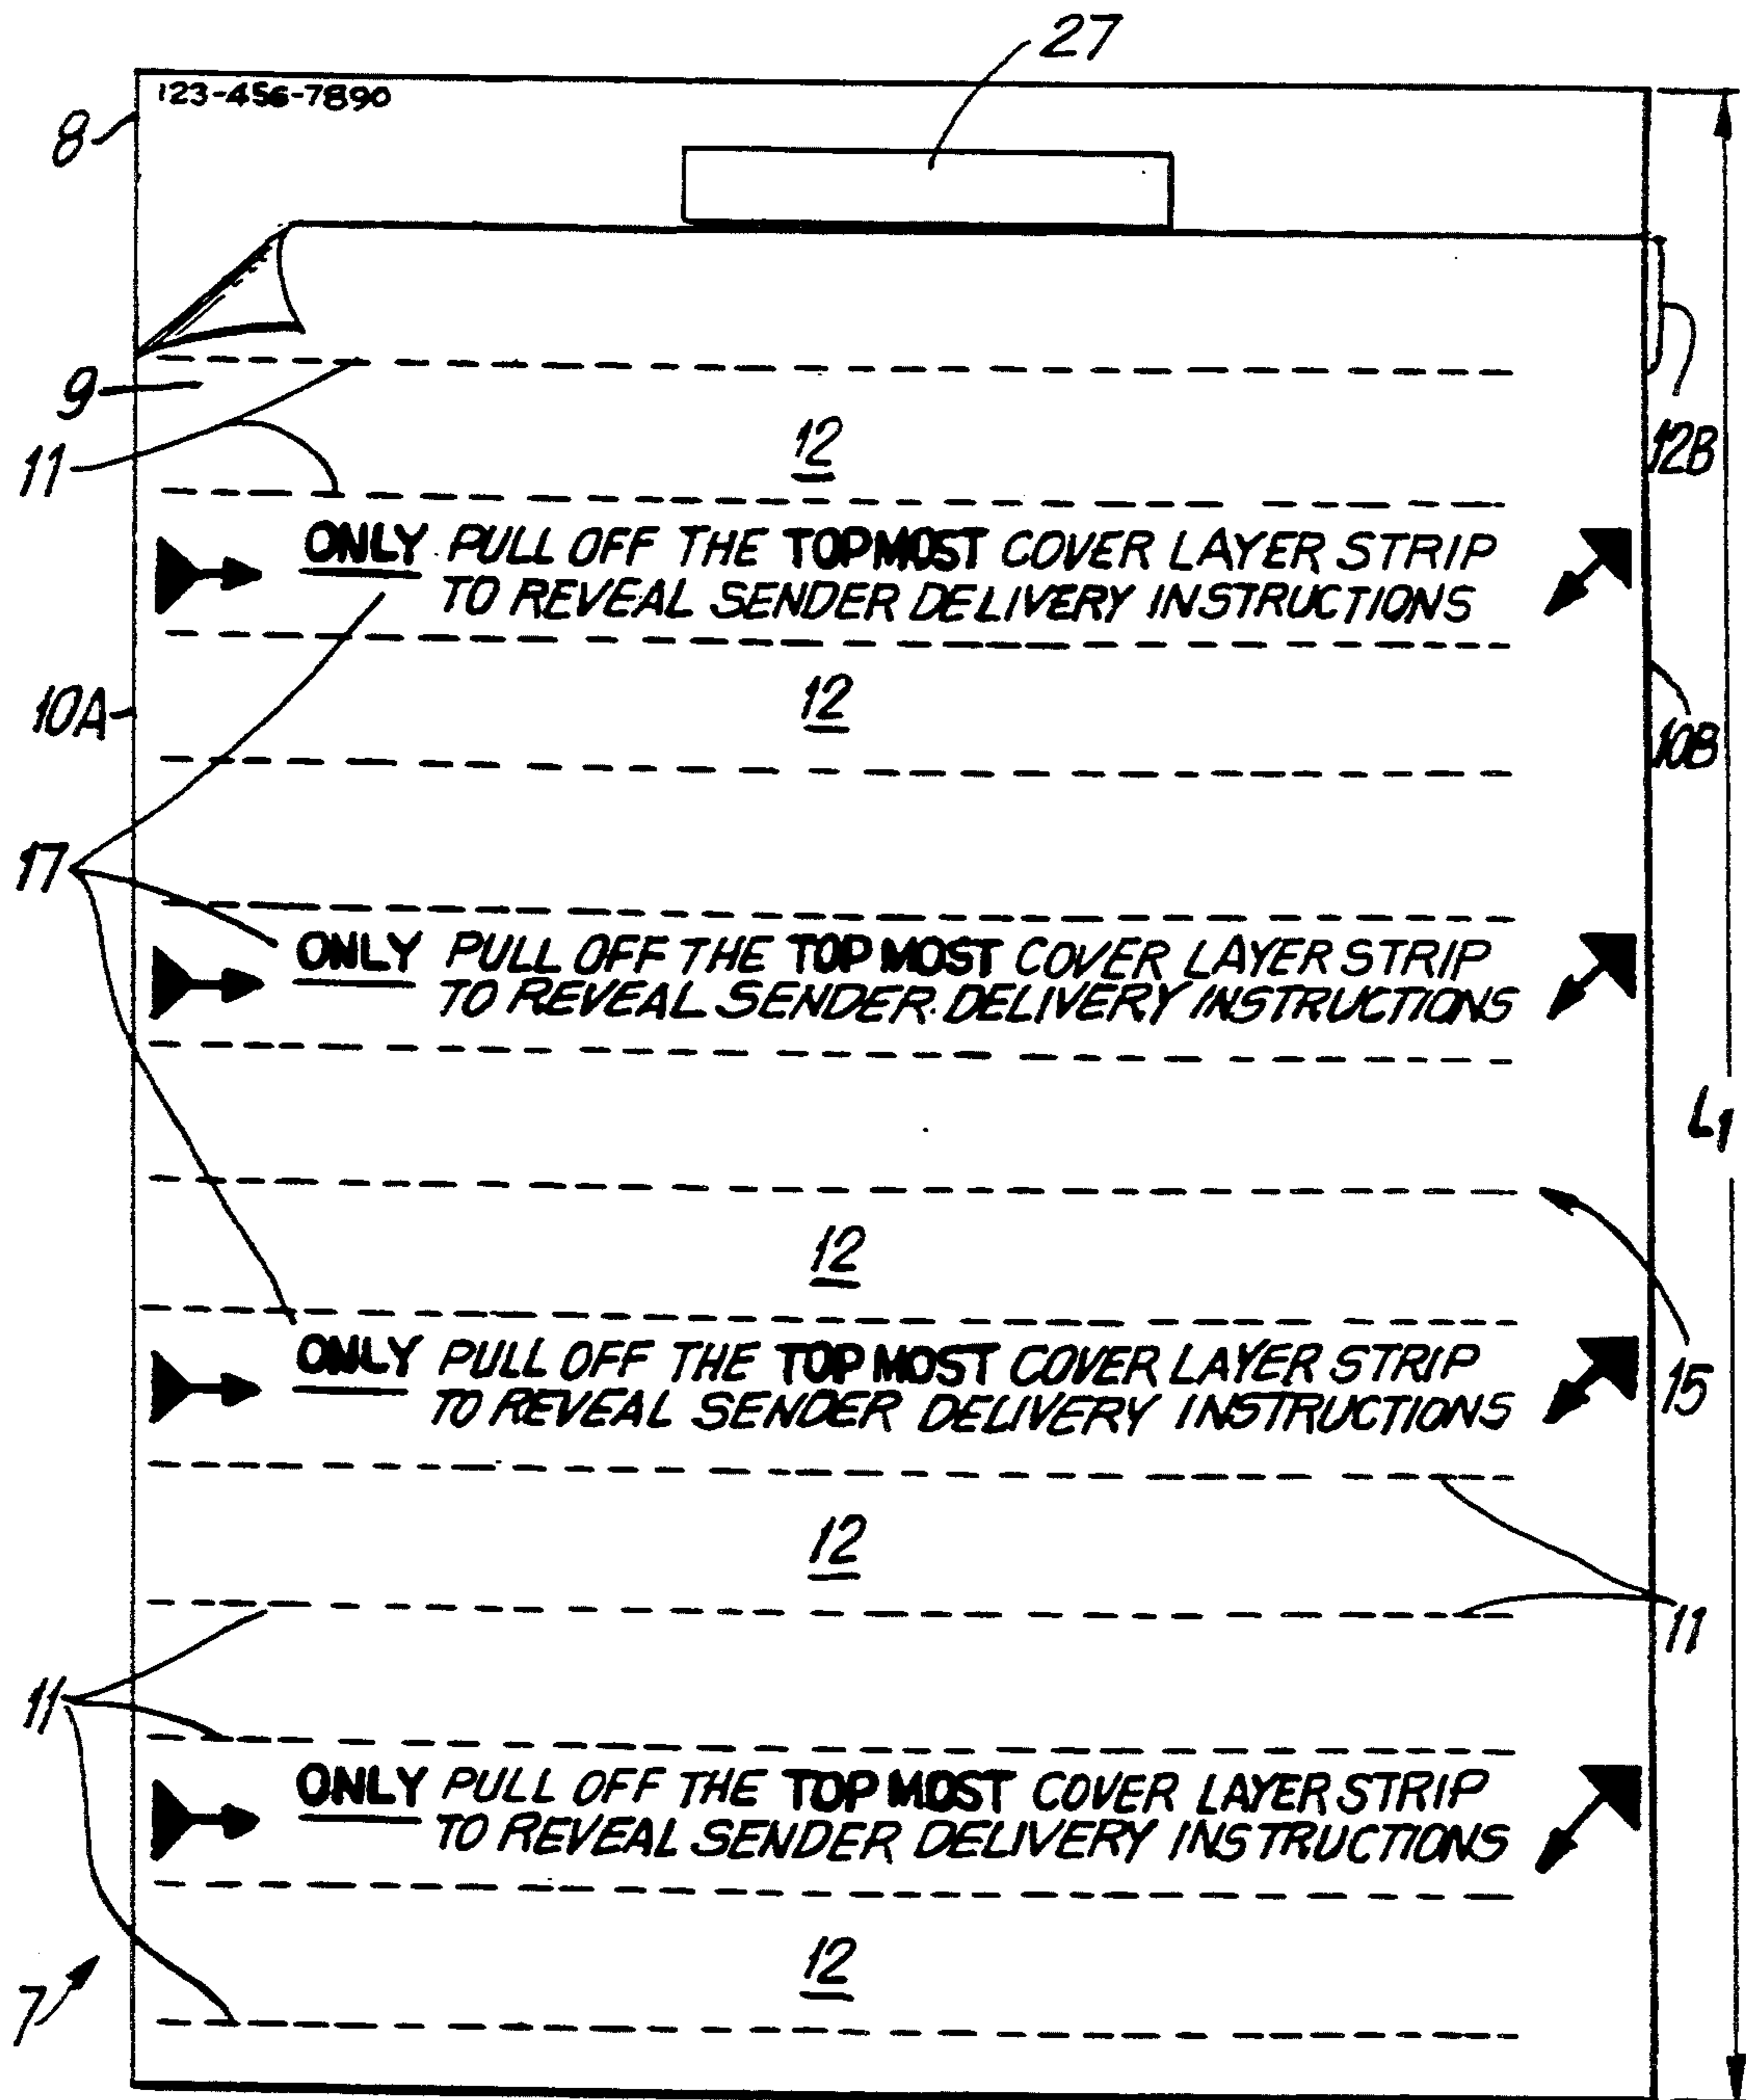 27
123-456-7890
8
9
12B
11
12
ONLY PULL OFF THE TOPMOST COVER LAYER STRIP
TO REVEAL SENDER DELIVERY INSTRUCTIONS
12
10A
10B
17
ONLY PULL OFF THE TOP MOST COVER LAYER STRIP
TO REVEAL SENDER DELIVERY INSTRUCTIONS
L1
12
ONLY PULL OFF THE TOP MOST COVER LAYER STRIP
TO REVEAL SENDER DELIVERY INSTRUCTIONS
15
12
11
11
ONLY PULL OFF THE TOP MOST COVER LAYER STRIP
TO REVEAL SENDER DELIVERY INSTRUCTIONS
12
7